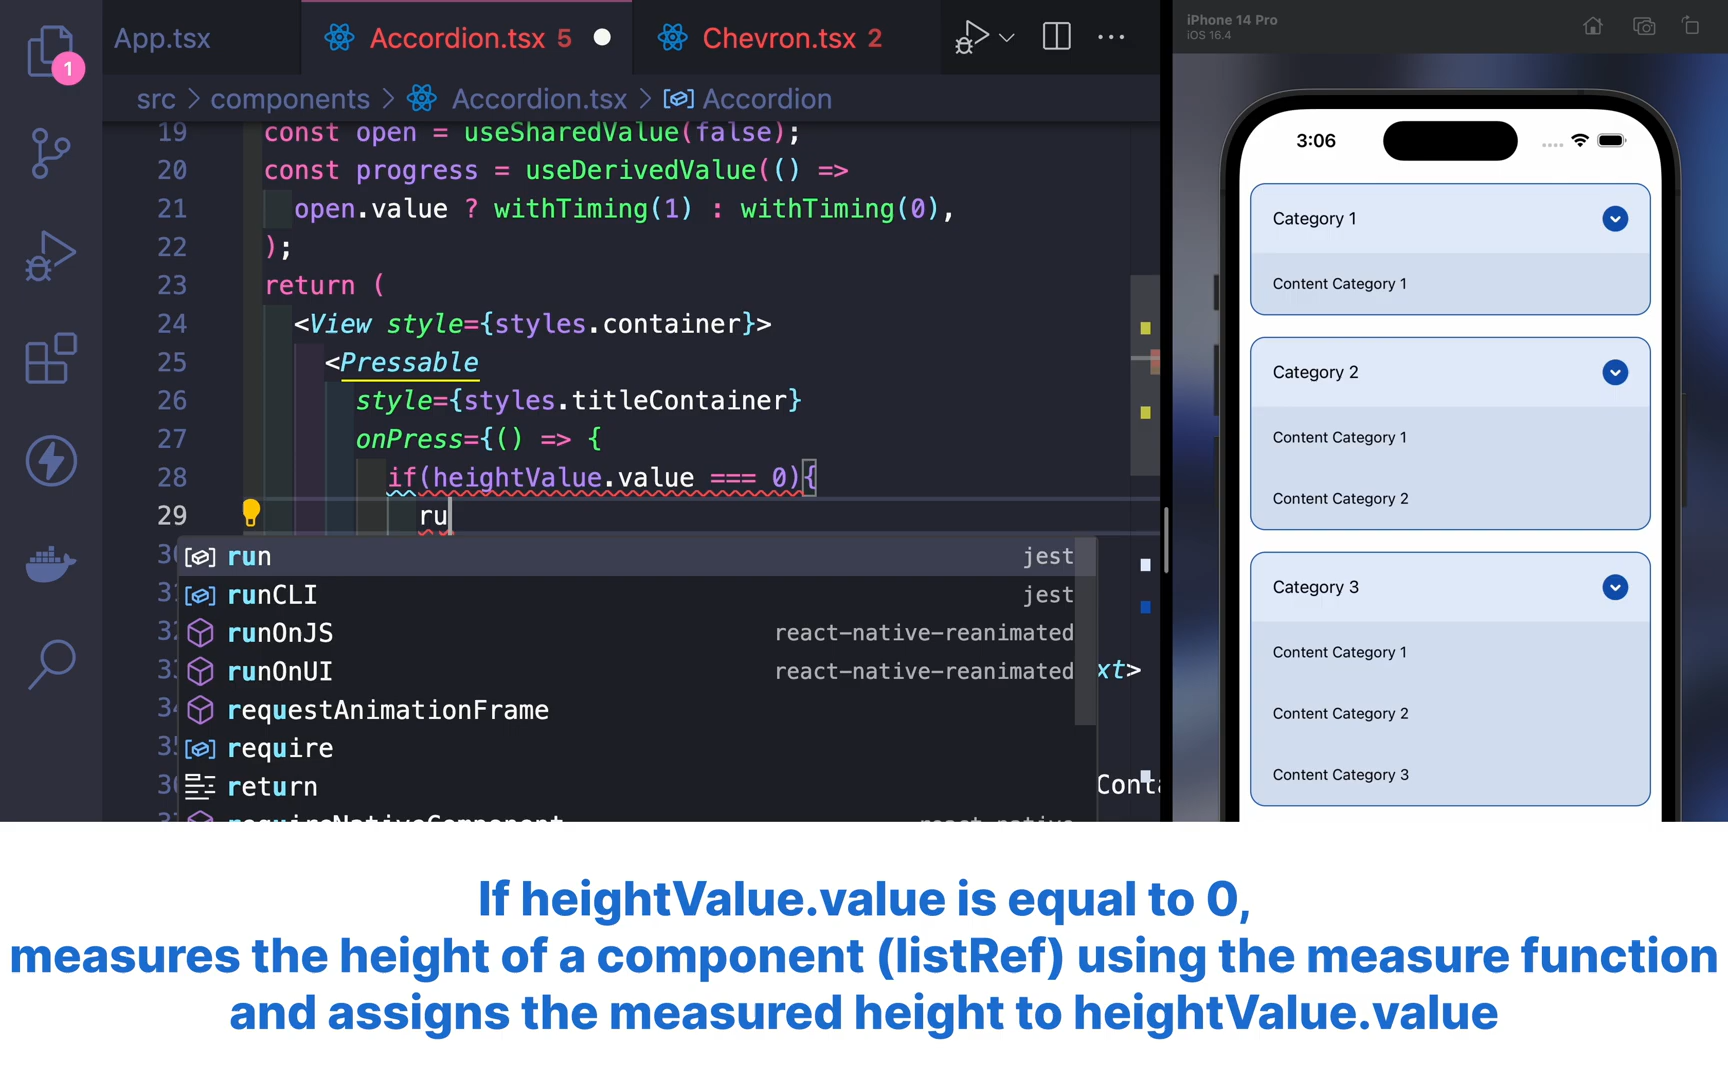 1
App.tsx
Accordion.tsx 5
Chevron.tsx 2
src > components > Accordion.tsx > Accordion
19 const open = useSharedValue(false);
20 const progress = useDerivedValue(() =>
21 open.value ? withTiming(1) : withTiming(0),
22 );
23 return (
24 <View style={styles.container}>
25 <Pressable
26 style={styles.titleContainer}
27 onPress={() => {
28 if(heightValue.value === 0){
29 ru
run jest
runCLI jest
runOnJS react-native-reanimated
runOnUI react-native-reanimated
xt>
requestAnimationFrame
require
return
Conta
requireNativeComponent react-native
iPhone 14 Pro
iOS 16.4
3:06
Category 1
Content Category 1
Category 2
Content Category 1
Content Category 2
Category 3
Content Category 1
Content Category 2
Content Category 3
If heightValue.value is equal to 0,
measures the height of a component (listRef) using the measure function
and assigns the measured height to heightValue.value